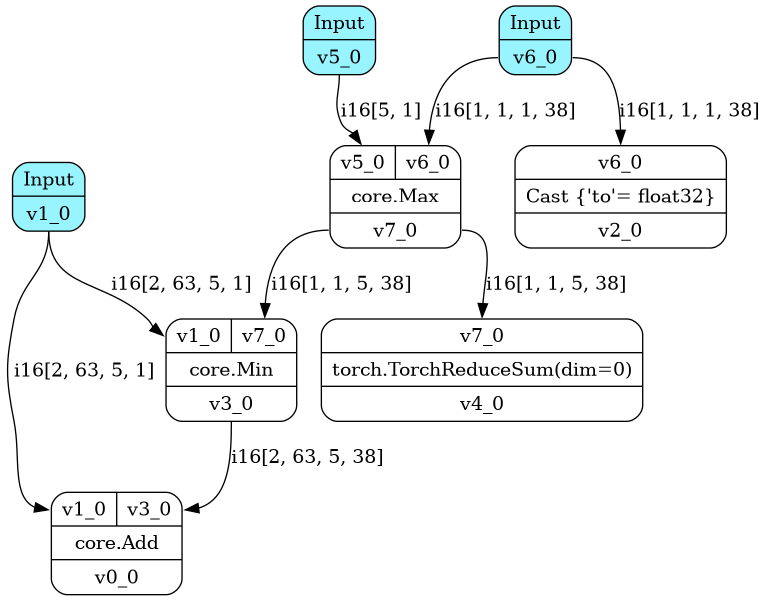 Input
v5_0
Input
v6_0
i16[5, 1]
i16[1, 1, 1, 38]
i16[1, 1, 1, 38]
v5_0 v6_0
core.Max
v7_0
v6_0
Cast {'to'= float32}
v2_0
Input
v1_0
i16[2, 63, 5, 1]
i16[1, 1, 5, 38]
i16[1, 1, 5, 38]
v1_0 v7_0
core.Min
v3_0
v7_0
torch.TorchReduceSum(dim=0)
v4_0
i16[2, 63, 5, 1]
i16[2, 63, 5, 38]
v1_0 v3_0
core.Add
v0_0